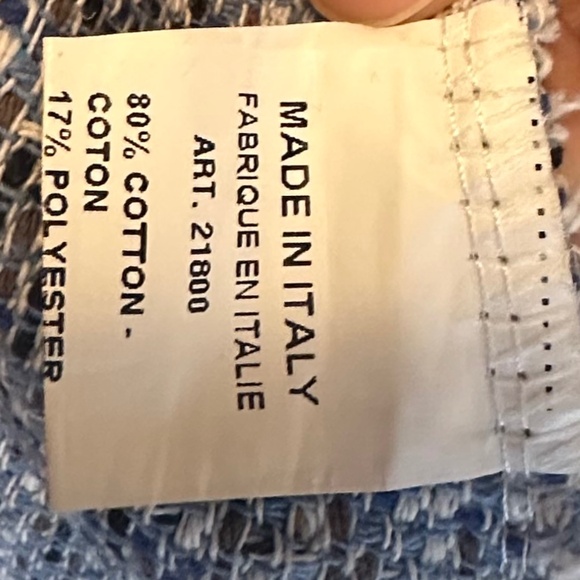 MADE IN ITALY
FABRIQUE EN ITALIE
ART. 21800
80% COTTON -
COTON
17% POLYESTER